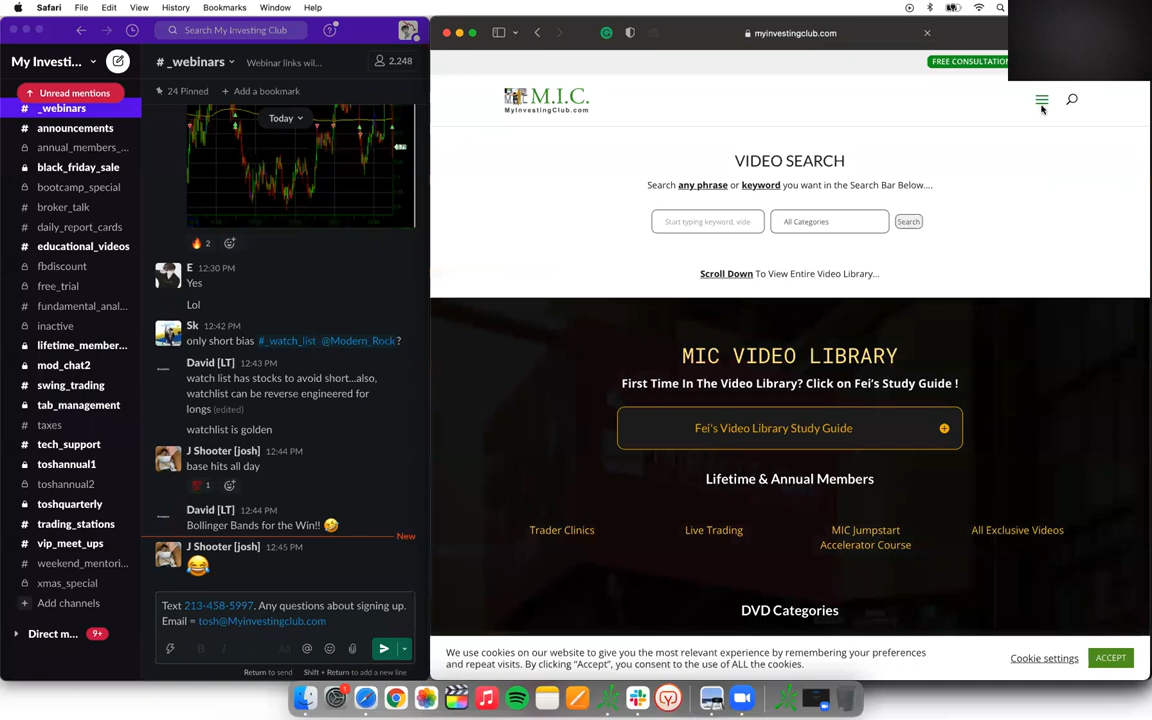 Safari File Edit View History Bookmarks Window Help
Search My Investing Club
My Investi...
Unread mentions
# _webinars
# announcements
annual_members_...
black_friday_sale
bootcamp_special
# broker_talk
# daily_report_cards
# educational_videos
fbdiscount
free_trial
# fundamental_anal...
inactive
lifetime_member...
mod_chat2
# swing_trading
tab_management
# taxes
# tech_support
toshannual1
toshannual2
toshquarterly
# trading_stations
# vip_meet_ups
# weekend_mentori...
xmas_special
+ Add channels
Direct m... 9+
# _webinars
Webinar links wil...
2,248
24 Pinned + Add a bookmark
Today
2
E 12:30 PM
Yes
Lol
Sk 12:42 PM
only short bias #_watch_list @Modern_Rock ?
David [LT] 12:43 PM
watch list has stocks to avoid short...also,
watchlist can be reverse engineered for
longs (edited)
watchlist is golden
J Shooter [josh] 12:44 PM
base hits all day
1
David [LT] 12:44 PM
Bollinger Bands for the Win!!
New
J Shooter [josh] 12:45 PM
Text 213-458-5997. Any questions about signing up.
Email = tosh@Myinvestingclub.com
B I Aa @
Return to send Shift + Return to add a new line
myinvestingclub.com
FREE CONSULTATION
M.I.C.
MyInvestingClub.com
VIDEO SEARCH
Search any phrase or keyword you want in the Search Bar Below....
Start typing keyword, vide
All Categories
Search
Scroll Down To View Entire Video Library...
MIC VIDEO LIBRARY
First Time In The Video Library? Click on Fei's Study Guide !
Fei's Video Library Study Guide
Lifetime & Annual Members
Trader Clinics
Live Trading
MIC Jumpstart
Accelerator Course
All Exclusive Videos
DVD Categories
We use cookies on our website to give you the most relevant experience by remembering your preferences
and repeat visits. By clicking "Accept", you consent to the use of ALL the cookies.
Cookie settings
ACCEPT